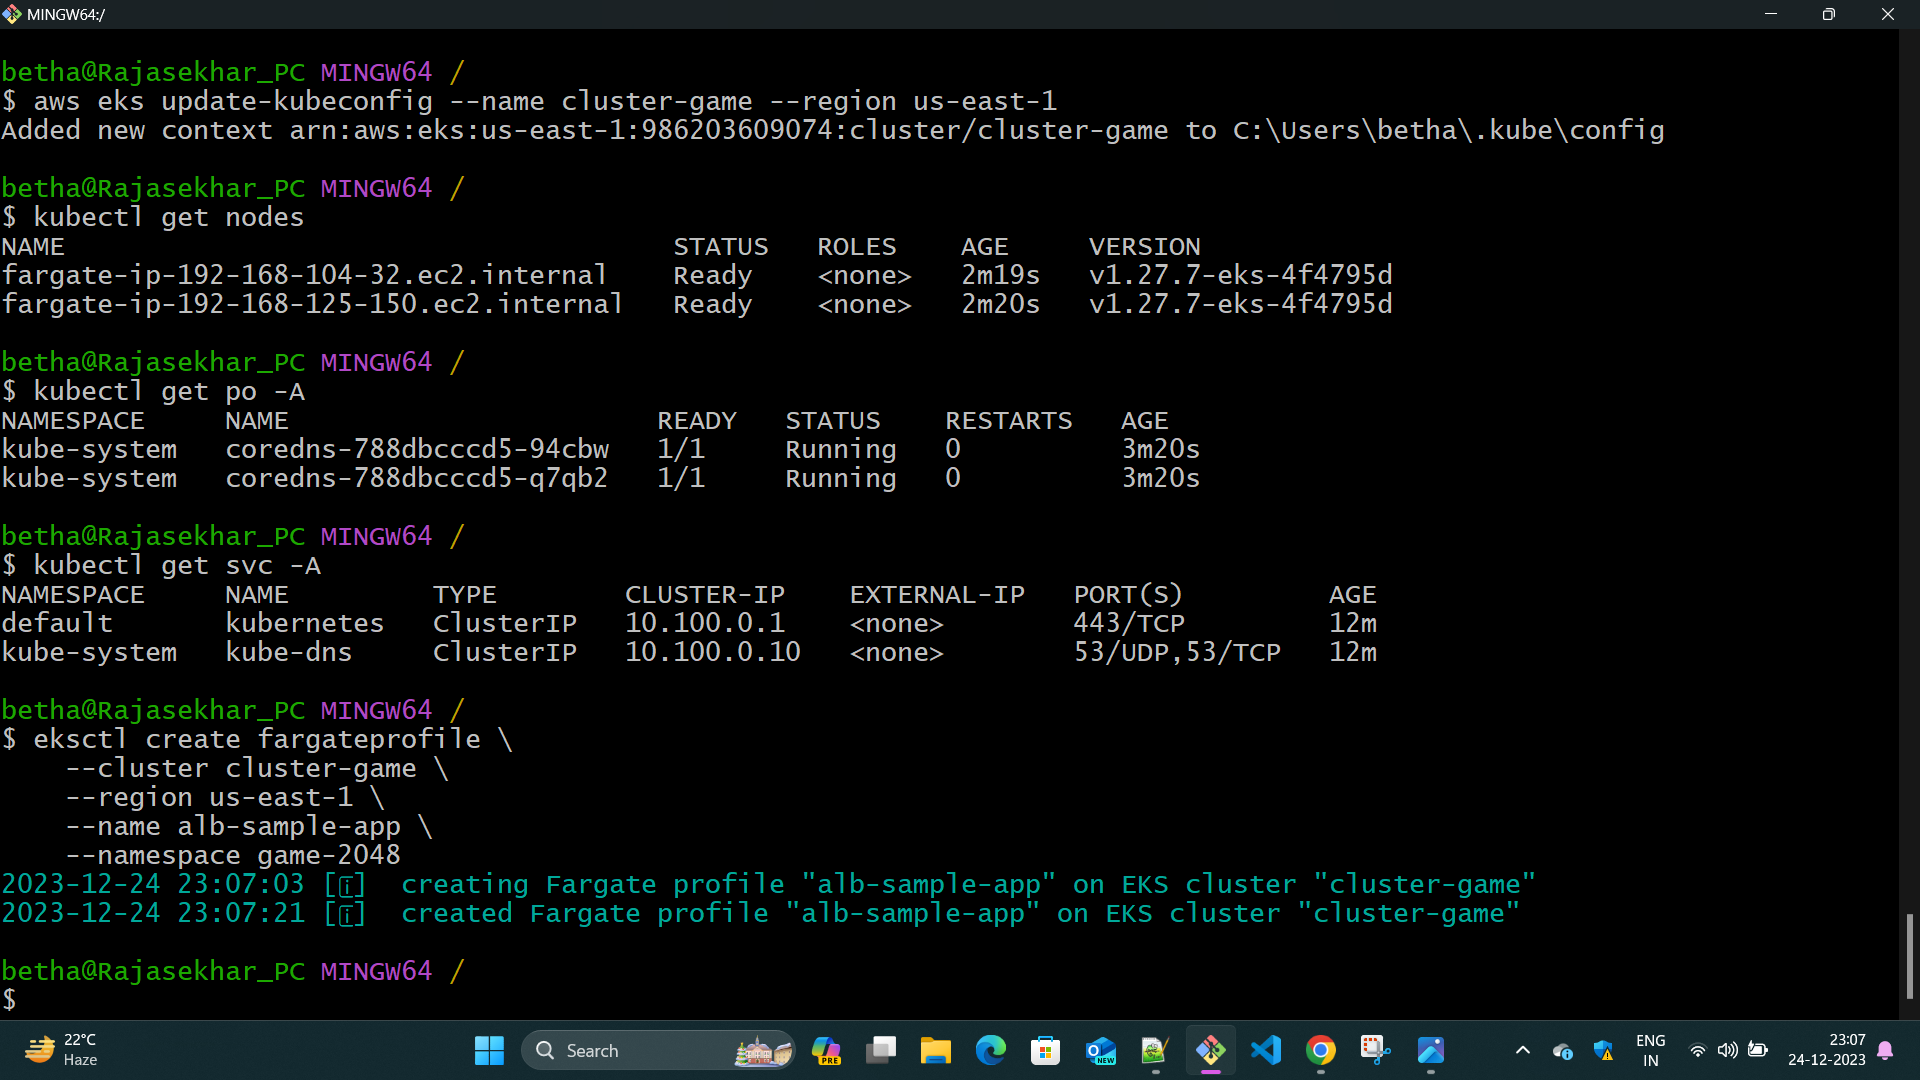 MINGW64:/
betha@Rajasekhar_PC MINGW64 /
$ aws eks update-kubeconfig --name cluster-game --region us-east-1
Added new context arn:aws:eks:us-east-1:986203609074:cluster/cluster-game to C:\Users\betha\.kube\config
betha@Rajasekhar_PC MINGW64 /
$ kubectl get nodes
NAME STATUS ROLES AGE VERSION
fargate-ip-192-168-104-32.ec2.internal Ready <none> 2m19s v1.27.7-eks-4f4795d
fargate-ip-192-168-125-150.ec2.internal Ready <none> 2m20s v1.27.7-eks-4f4795d
betha@Rajasekhar_PC MINGW64 /
$ kubectl get po -A
NAMESPACE NAME READY STATUS RESTARTS AGE
kube-system coredns-788dbcccd5-94cbw 1/1 Running 0 3m20s
kube-system coredns-788dbcccd5-q7qb2 1/1 Running 0 3m20s
betha@Rajasekhar_PC MINGW64 /
$ kubectl get svc -A
NAMESPACE NAME TYPE CLUSTER-IP EXTERNAL-IP PORT(S) AGE
default kubernetes ClusterIP 10.100.0.1 <none> 443/TCP 12m
kube-system kube-dns ClusterIP 10.100.0.10 <none> 53/UDP,53/TCP 12m
betha@Rajasekhar_PC MINGW64 /
$ eksctl create fargateprofile \
--cluster cluster-game \
--region us-east-1 \
--name alb-sample-app \
--namespace game-2048
2023-12-24 23:07:03 [i] creating Fargate profile "alb-sample-app" on EKS cluster "cluster-game"
2023-12-24 23:07:21 [i] created Fargate profile "alb-sample-app" on EKS cluster "cluster-game"
betha@Rajasekhar_PC MINGW64 /
$
22°C
Haze
Search
PRE
NEW
ENG
IN
23:07
24-12-2023